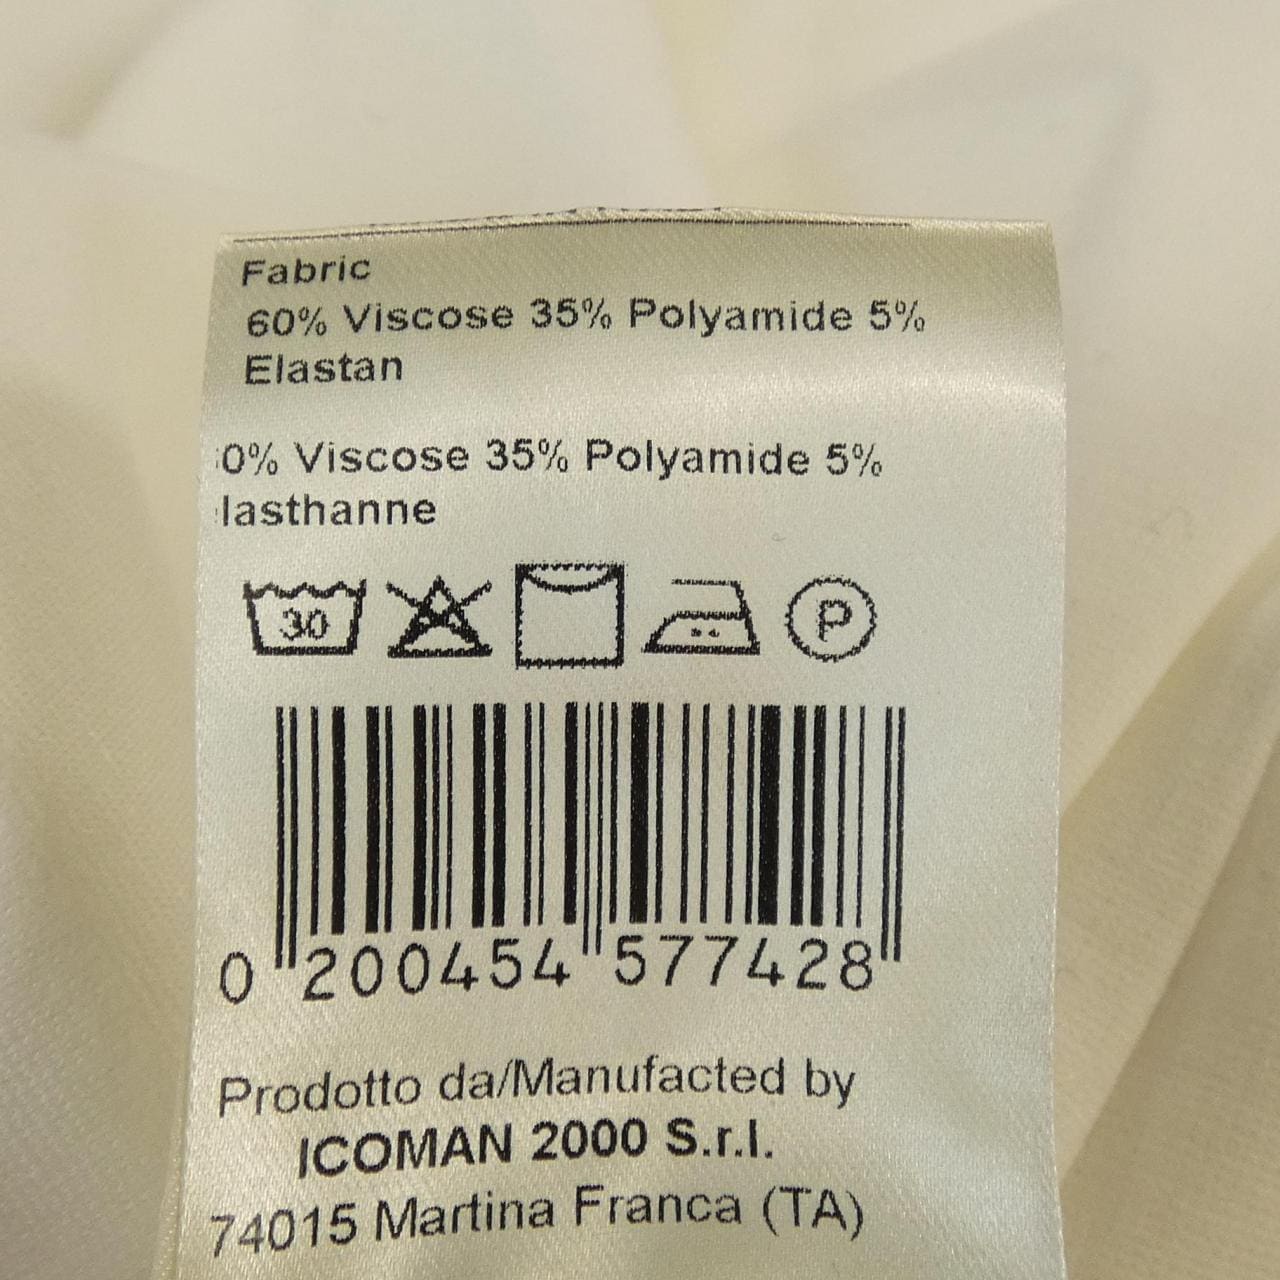 Fabric
60% Viscose 35% Polyamide 5%
Elastan
0% Viscose 35% Polyamide 5%
lasthanne
30
P
0 200454 577428
Prodotto da/Manufacted by
ICOMAN 2000 S.r.l.
74015 Martina Franca (TA)